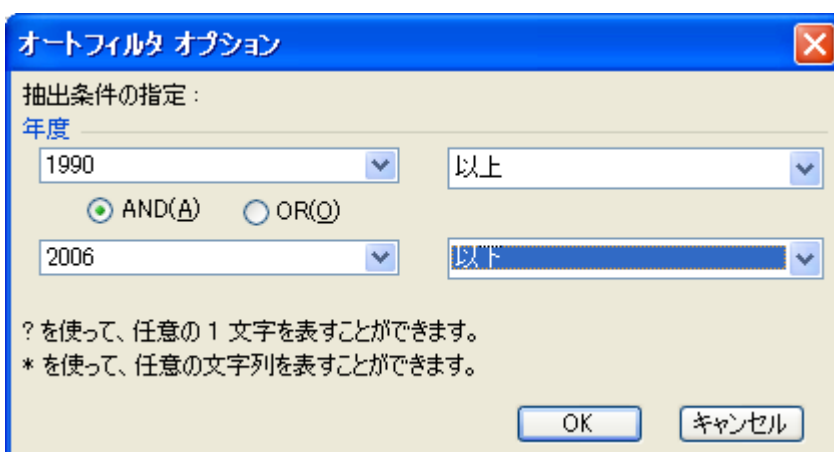 オートフィルタ オプション
抽出条件の指定：
年度
1990 以上
AND(A) OR(O)
2006 以下
? を使って、任意の 1 文字を表すことができます。
* を使って、任意の文字列を表すことができます。
OK キャンセル